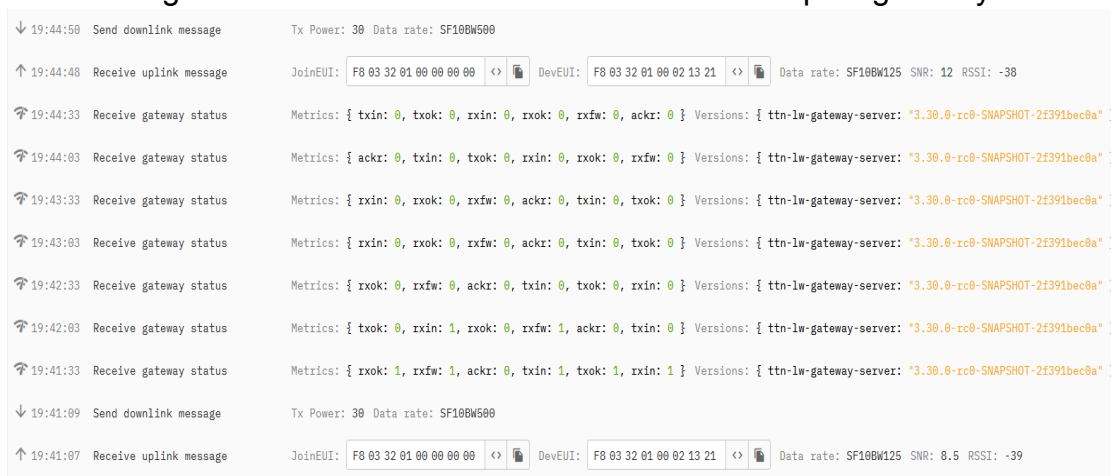 ↓ 19:44:50 Send downlink message Tx Power: 30 Data rate: SF10BW500
↑ 19:44:48 Receive uplink message JoinEUI: F8 03 32 01 00 00 00 00 <> DevEUI: F8 03 32 01 00 02 13 21 <> Data rate: SF10BW125 SNR: 12 RSSI: -38
19:44:33 Receive gateway status Metrics: { txin: 0, txok: 0, rxin: 0, rxok: 0, rxfw: 0, ackr: 0 } Versions: { ttn-lw-gateway-server: "3.30.0-rc0-SNAPSHOT-2f391bec0a" }
19:44:03 Receive gateway status Metrics: { ackr: 0, txin: 0, txok: 0, rxin: 0, rxok: 0, rxfw: 0 } Versions: { ttn-lw-gateway-server: "3.30.0-rc0-SNAPSHOT-2f391bec0a" }
19:43:33 Receive gateway status Metrics: { rxin: 0, rxok: 0, rxfw: 0, ackr: 0, txin: 0, txok: 0 } Versions: { ttn-lw-gateway-server: "3.30.0-rc0-SNAPSHOT-2f391bec0a" }
19:43:03 Receive gateway status Metrics: { rxin: 0, rxok: 0, rxfw: 0, ackr: 0, txin: 0, txok: 0 } Versions: { ttn-lw-gateway-server: "3.30.0-rc0-SNAPSHOT-2f391bec0a" }
19:42:33 Receive gateway status Metrics: { rxok: 0, rxfw: 0, ackr: 0, txin: 0, txok: 0, rxin: 0 } Versions: { ttn-lw-gateway-server: "3.30.0-rc0-SNAPSHOT-2f391bec0a" }
19:42:03 Receive gateway status Metrics: { txok: 0, rxin: 1, rxok: 0, rxfw: 1, ackr: 0, txin: 0 } Versions: { ttn-lw-gateway-server: "3.30.0-rc0-SNAPSHOT-2f391bec0a" }
19:41:33 Receive gateway status Metrics: { rxok: 1, rxfw: 1, ackr: 0, txin: 1, txok: 1, rxin: 1 } Versions: { ttn-lw-gateway-server: "3.30.0-rc0-SNAPSHOT-2f391bec0a" }
↓ 19:41:09 Send downlink message Tx Power: 30 Data rate: SF10BW500
↑ 19:41:07 Receive uplink message JoinEUI: F8 03 32 01 00 00 00 00 <> DevEUI: F8 03 32 01 00 02 13 21 <> Data rate: SF10BW125 SNR: 8.5 RSSI: -39